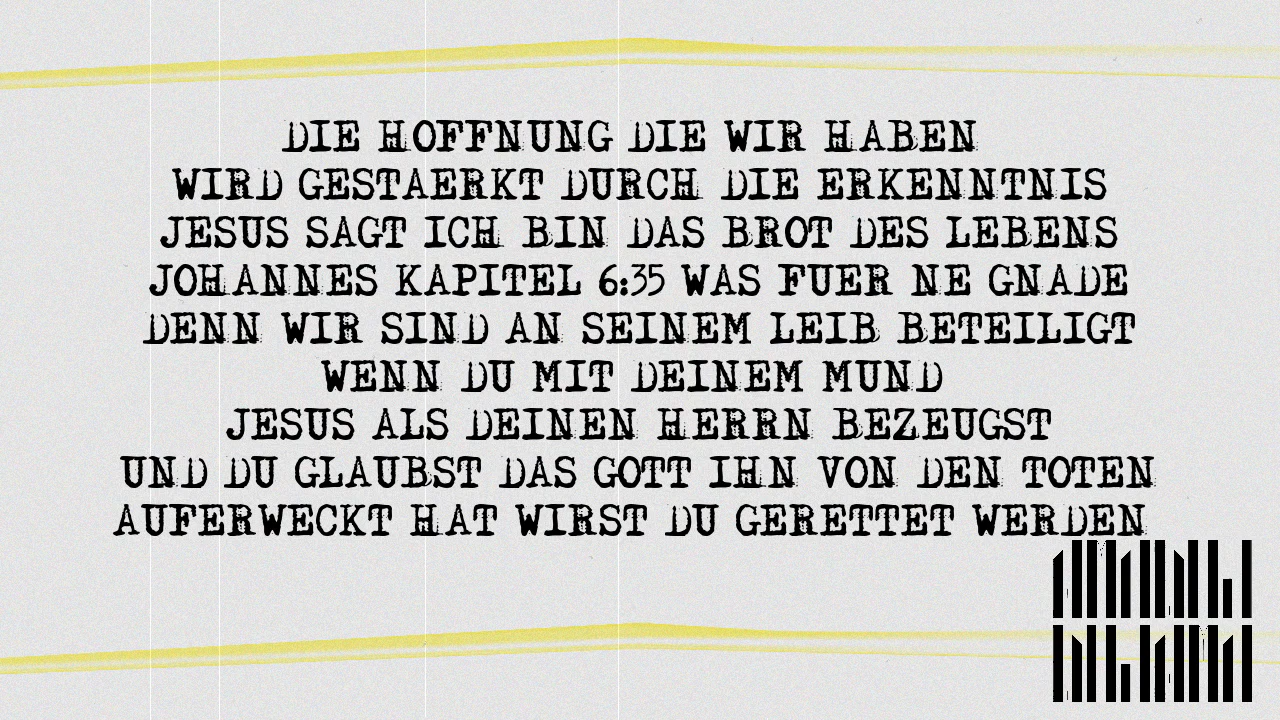 DIE HOFFNUNG DIE WIR HABEN
WIRD GESTAERKT DURCH DIE ERKENNTNIS
JESUS SAGT ICH BIN DAS BROT DES LEBENS
JOHANNES KAPITEL 6:35 WAS FUER NE GNADE
DENN WIR SIND AN SEINEM LEIB BETEILIGT
WENN DU MIT DEINEM MUND
JESUS ALS DEINEN HERRN BEZEUGST
UND DU GLAUBST DAS GOTT IHN VON DEN TOTEN
AUFERWECKT HAT WIRST DU GERETTET WERDEN